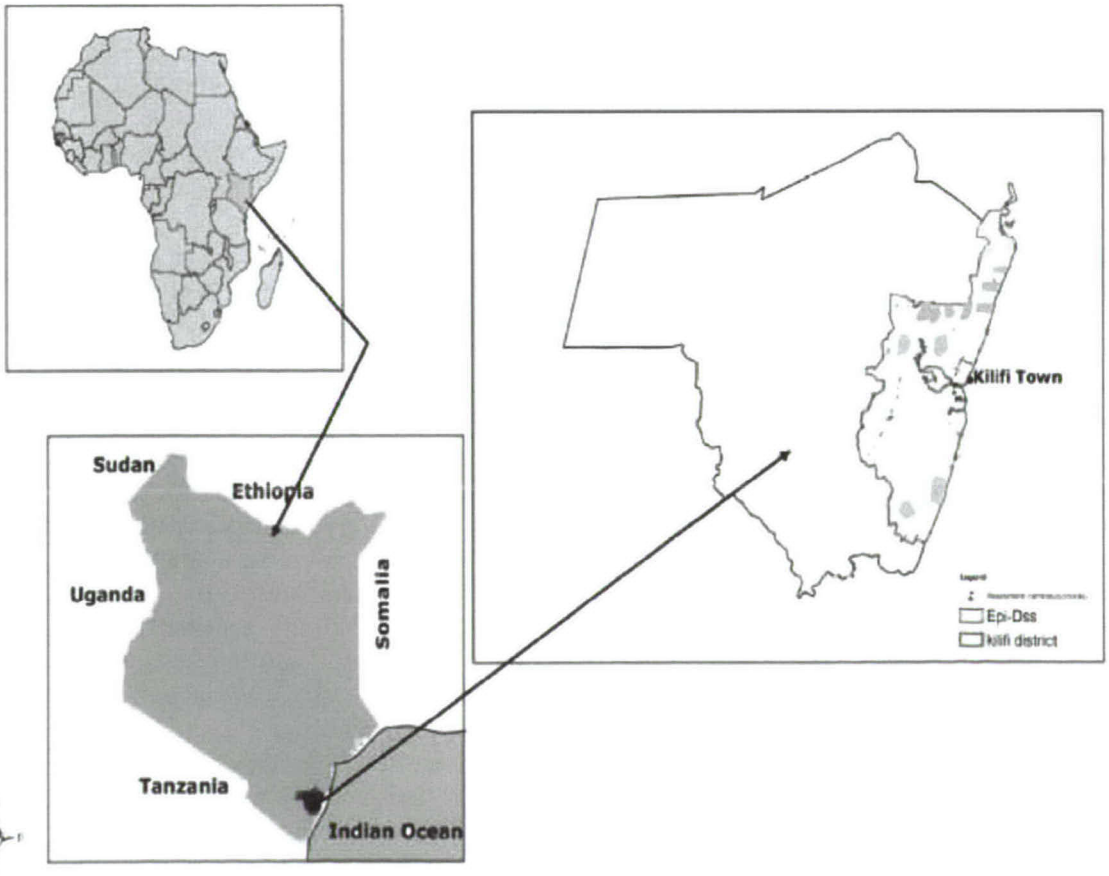 Sudan
Ethiopia
Uganda
Somalia
Tanzania
Indian Ocean
Kilifi Town
Legend
Epi-Dss
kilifi district